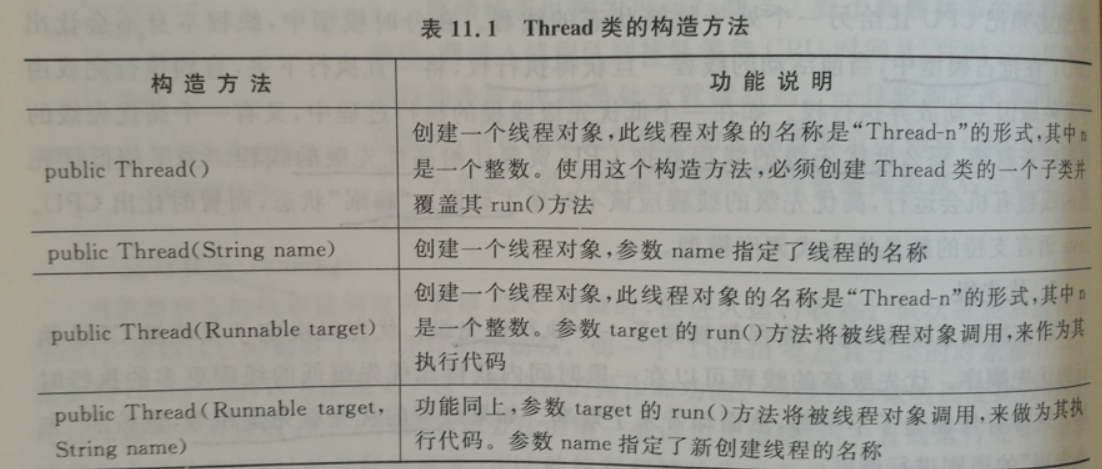 表 11.1 Thread 类的构造方法
构造方法 功能说明
public Thread()
创建一个线程对象,此线程对象的名称是“Thread-n”的形式,其中n
是一个整数。使用这个构造方法,必须创建 Thread 类的一个子类并
覆盖其 run()方法
public Thread(String name) 创建一个线程对象,参数 name 指定了线程的名称
public Thread(Runnable target)
创建一个线程对象,此线程对象的名称是“Thread-n”的形式,其中n
是一个整数。参数 target 的 run()方法将被线程对象调用,来作为其
执行代码
public Thread(Runnable target,
String name)
功能同上,参数 target 的 run()方法将被线程对象调用,来做为其执
行代码。参数 name 指定了新创建线程的名称